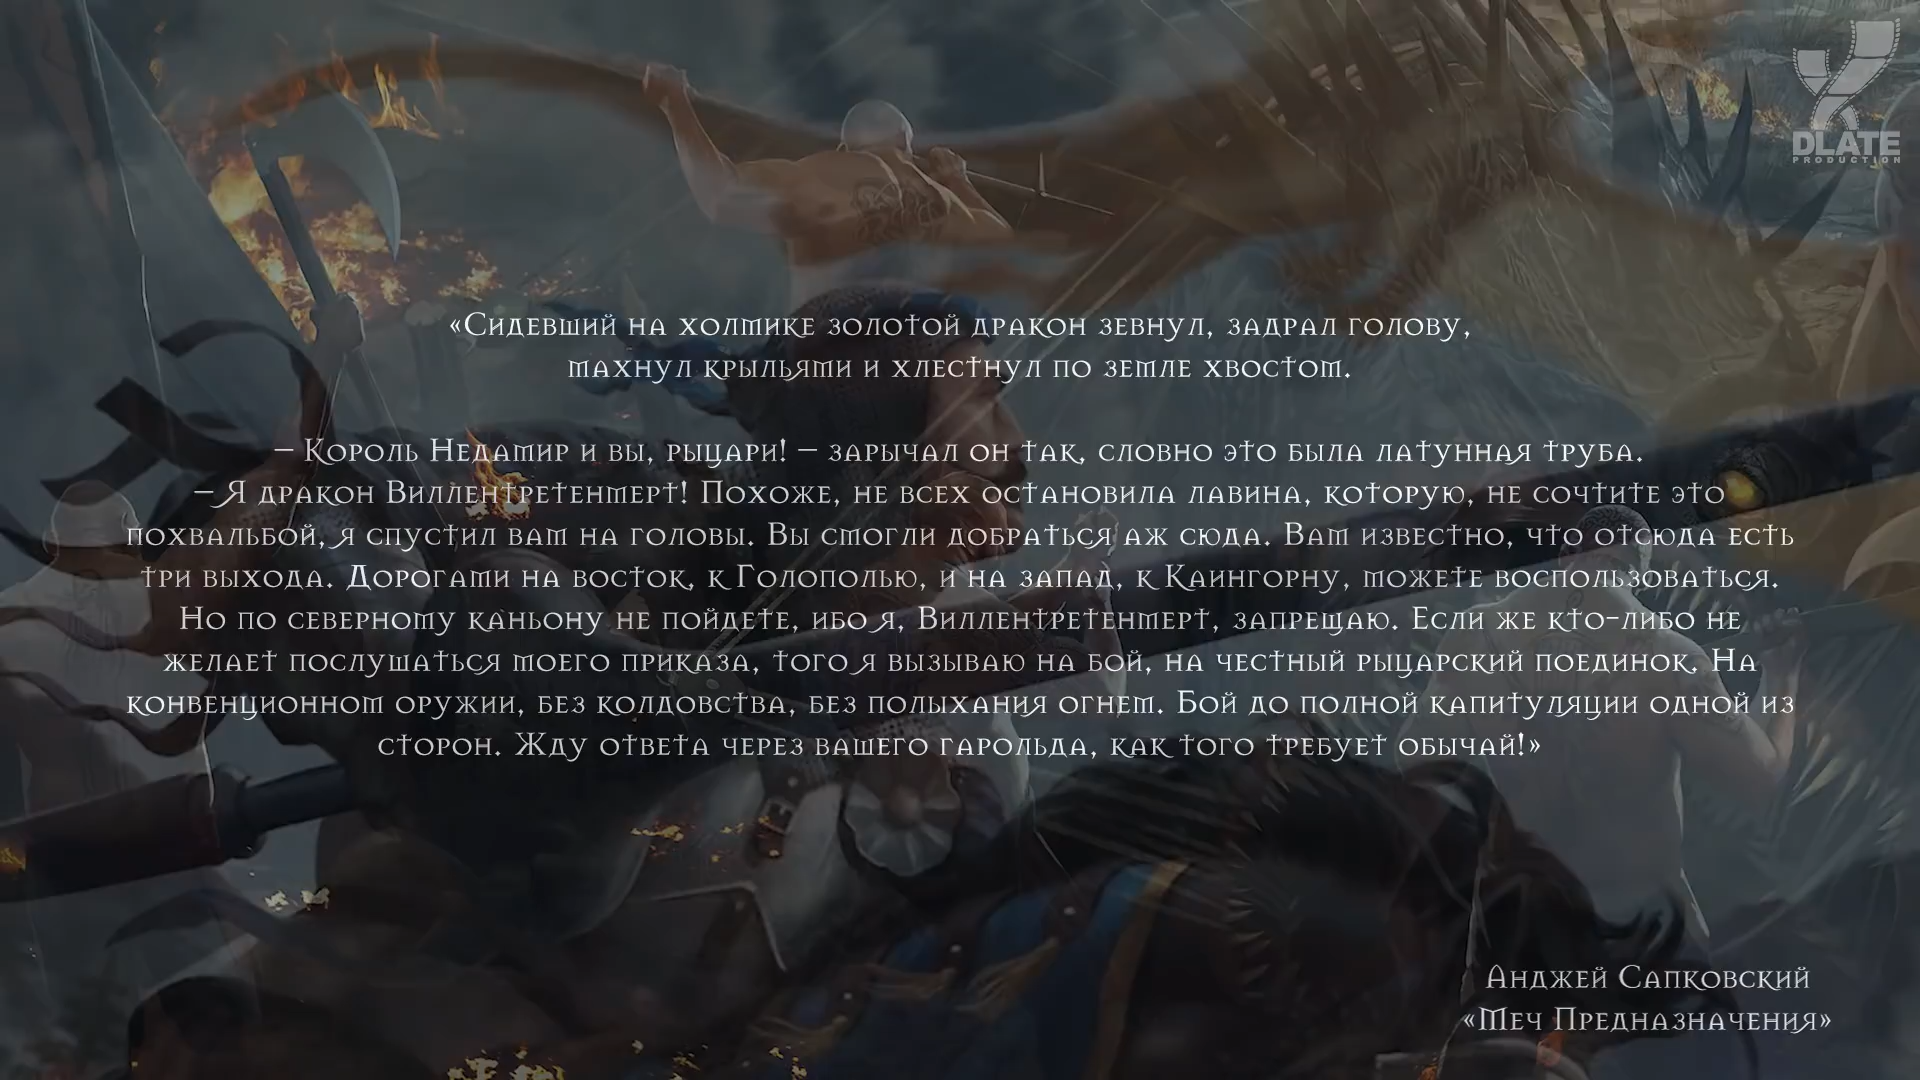 DLATE
PRODUCTION
«Сидевший на холмике золотой дракон зевнул, задрал голову,
махнул крыльями и хлестнул по земле хвостом.
– Король Недамир и вы, рыцари! – зарычал он так, словно это была латунная труба.
– Я дракон Виллентретенмерт! Похоже, не всех остановила лавина, которую, не сочтите это
похвальбой, я спустил вам на головы. Вы смогли добраться аж сюда. Вам известно, что отсюда есть
три выхода. Дорогами на восток, к Голополью, и на запад, к Каингорну, можете воспользоваться.
Но по северному каньону не пойдете, ибо я, Виллентретенмерт, запрещаю. Если же кто-либо не
желает послушаться моего приказа, того я вызываю на бой, на честный рыцарский поединок. На
конвенционном оружии, без колдовства, без полыхания огнем. Бой до полной капитуляции одной из
сторон. Жду ответа через вашего гарольда, как того требует обычай!»
Анджей Сапковский
«Меч Предназначения»